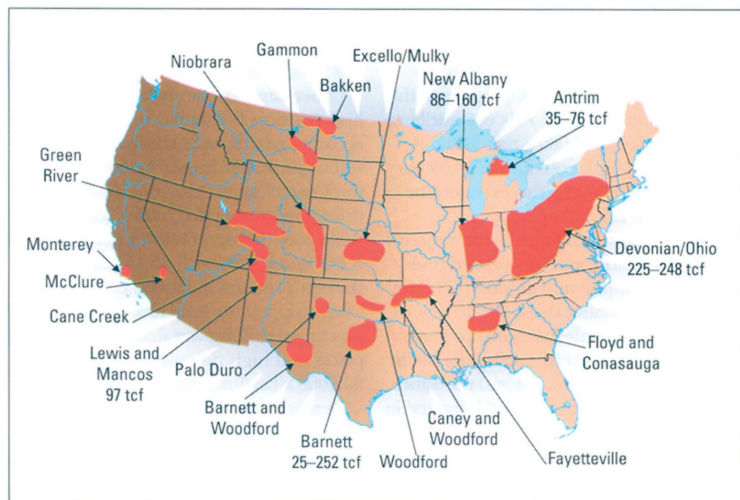 Gammon
Niobrara
Excello/Mulky
Bakken
New Albany
86–160 tcf
Antrim
35–76 tcf
Green
River
Monterey
McClure
Cane Creek
Lewis and
Mancos
97 tcf
Palo Duro
Barnett and
Woodford
Barnett
25–252 tcf
Woodford
Caney and
Woodford
Fayetteville
Floyd and
Conasauga
Devonian/Ohio
225–248 tcf